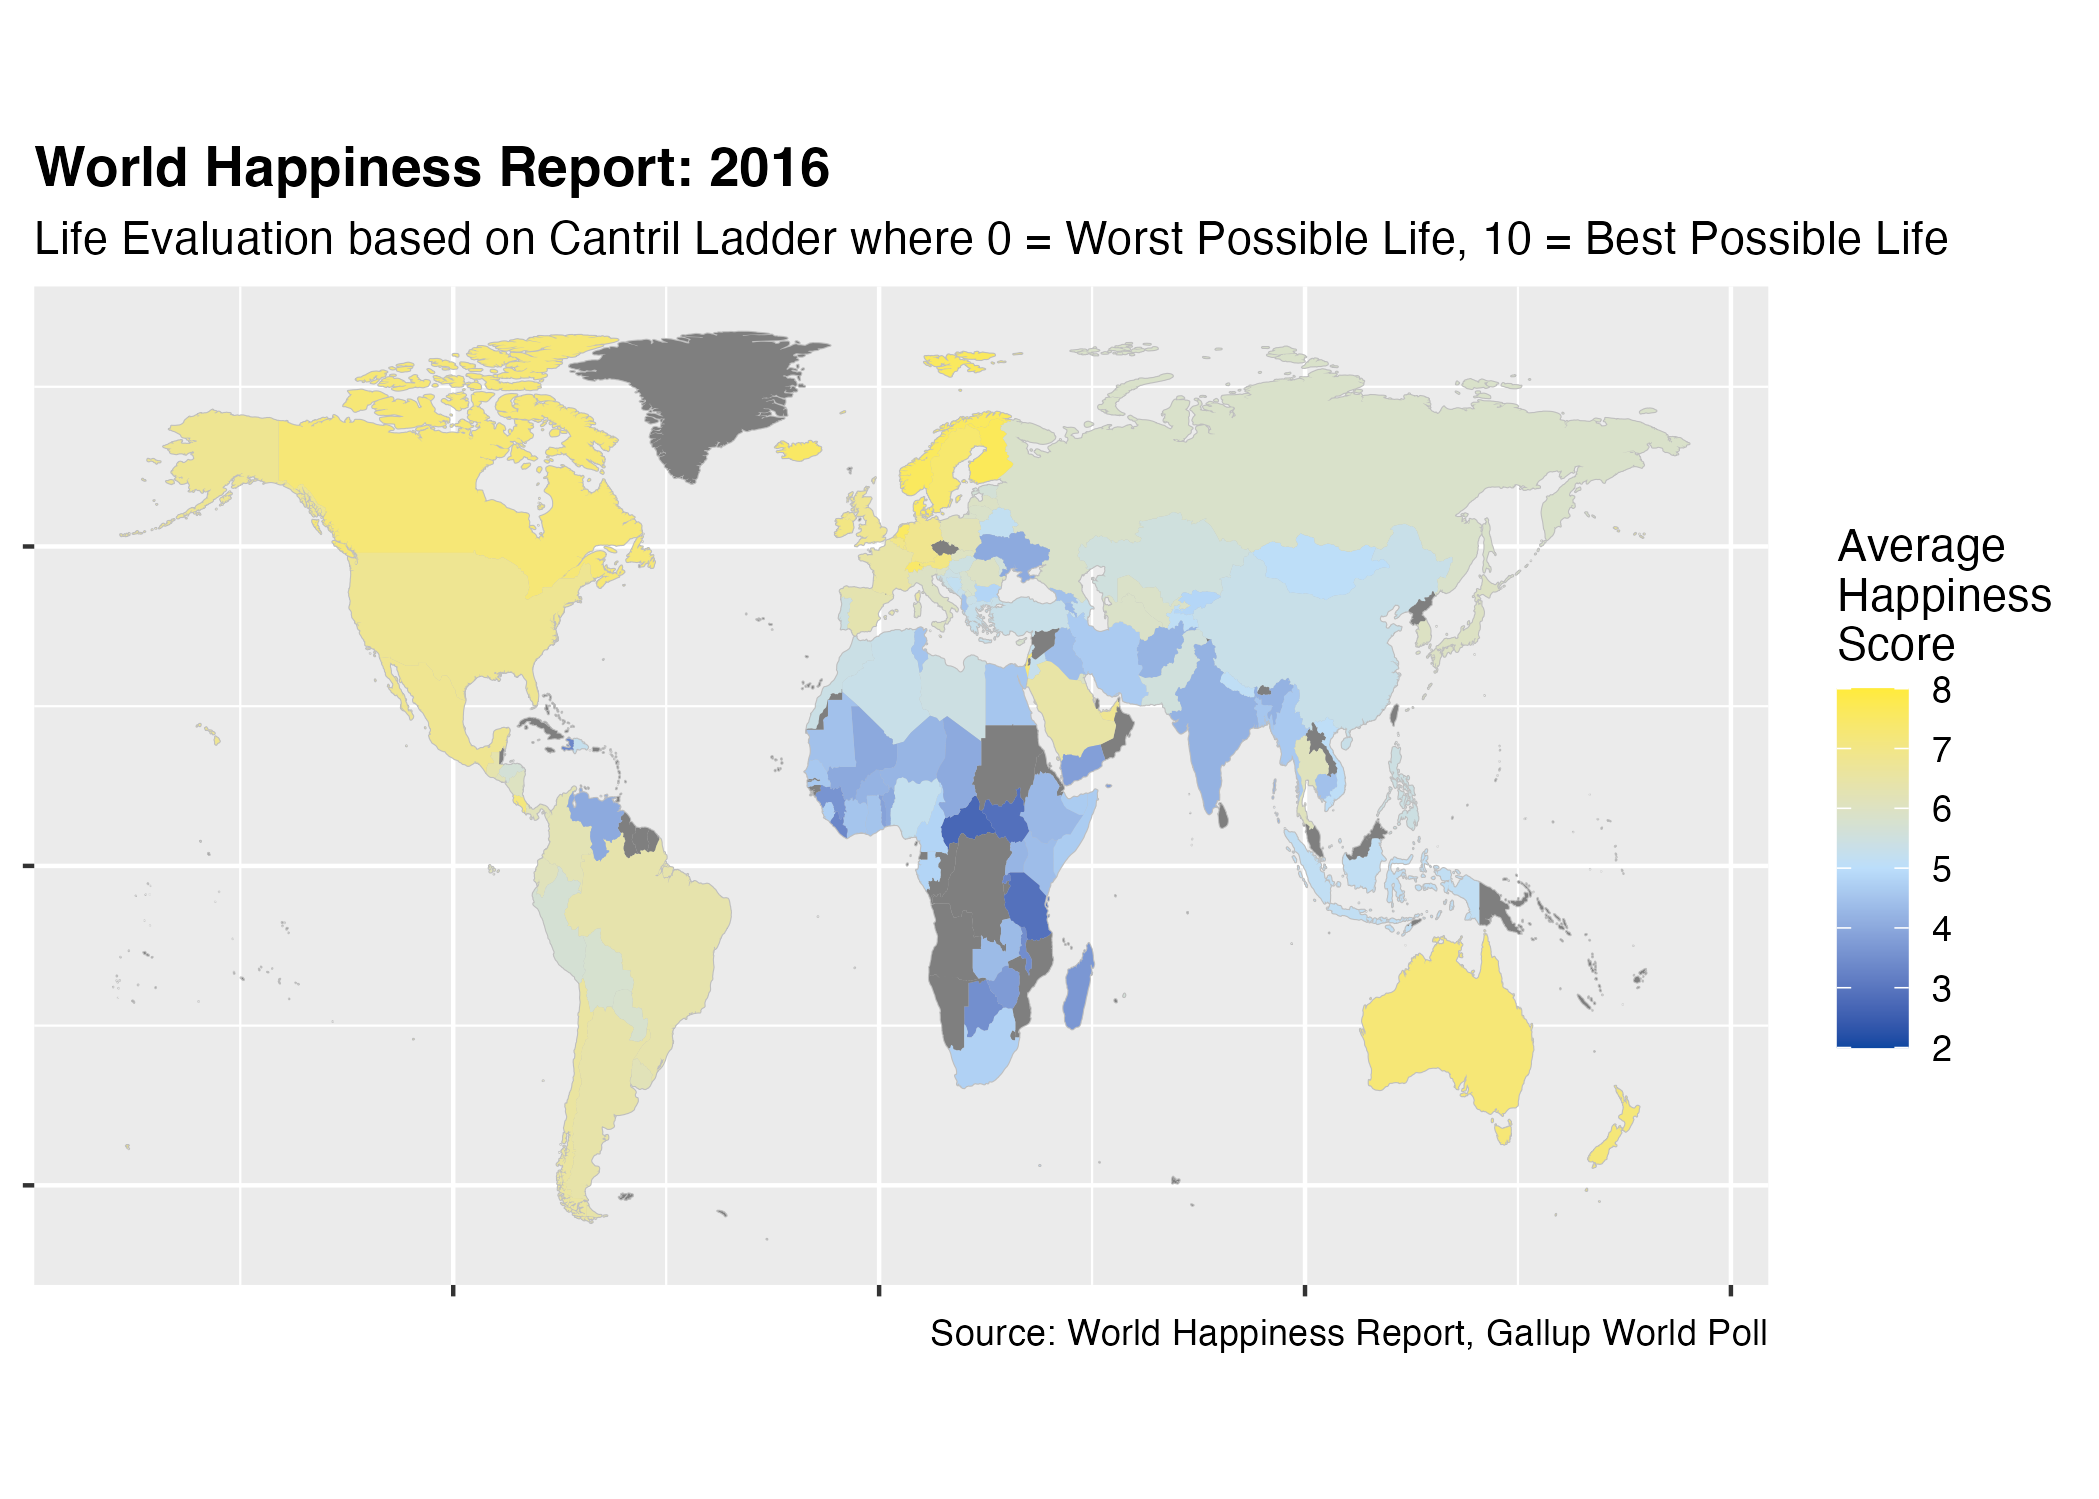 World Happiness Report: 2016
Life Evaluation based on Cantril Ladder where 0 = Worst Possible Life, 10 = Best Possible Life
Average
Happiness
Score
8
7
6
5
4
3
2
Source: World Happiness Report, Gallup World Poll